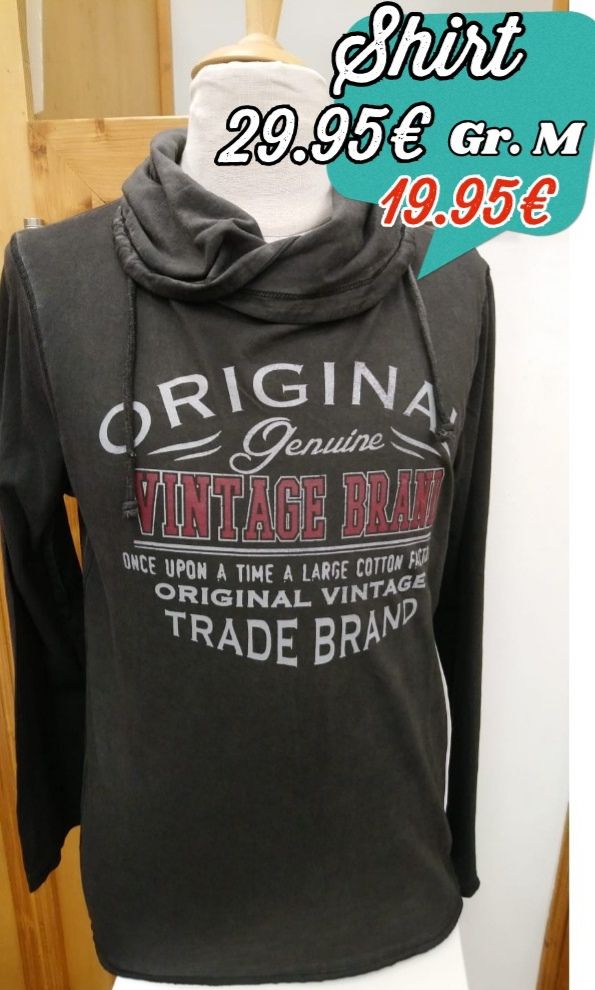 Shirt
29.95€ Gr. M
19.95€
ORIGINAL
Genuine
VINTAGE BRAND
ONCE UPON A TIME A LARGE COTTON
ORIGINAL VINTAGE
TRADE BRAND